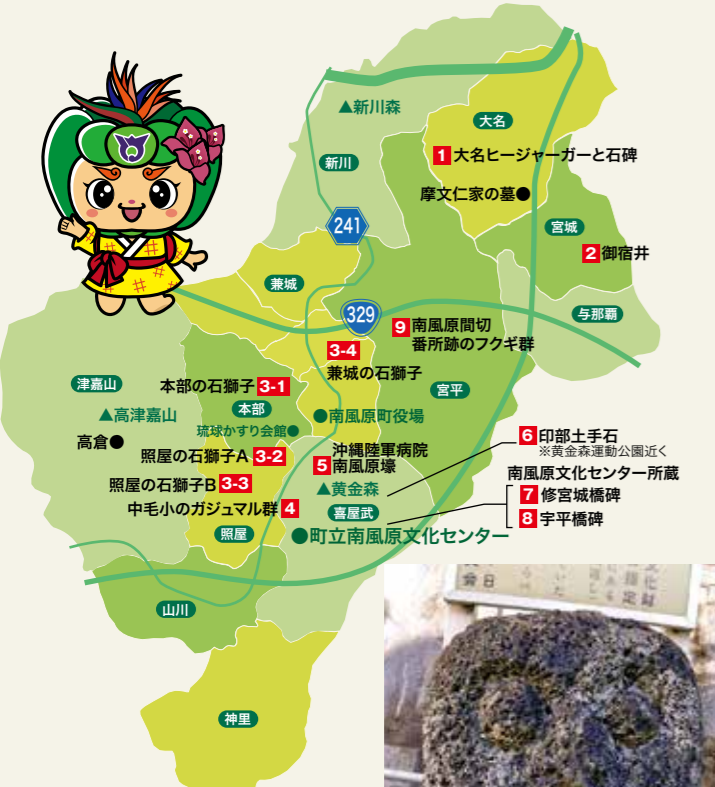 ▲新川森
大名
1 大名ヒージャーガーと石碑
新川
摩文仁家の墓●
241
宮城
2 御宿井
兼城
与那覇
329
9 南風原間切
番所跡のフクギ群
3-4
兼城の石獅子
津嘉山
本部の石獅子 3-1
宮平
本部
▲高津嘉山
●南風原町役場
琉球かすり会館●
高倉●
6 印部土手石
※黄金森運動公園近く
照屋の石獅子A 3-2
沖縄陸軍病院
5 南風原壕
南風原文化センター所蔵
照屋の石獅子B 3-3
▲黄金森
7 修宮城橋碑
中毛小のガジュマル群 4
喜屋武
8 宇平橋碑
照屋
●町立南風原文化センター
山川
神里
化財
指定
会 日